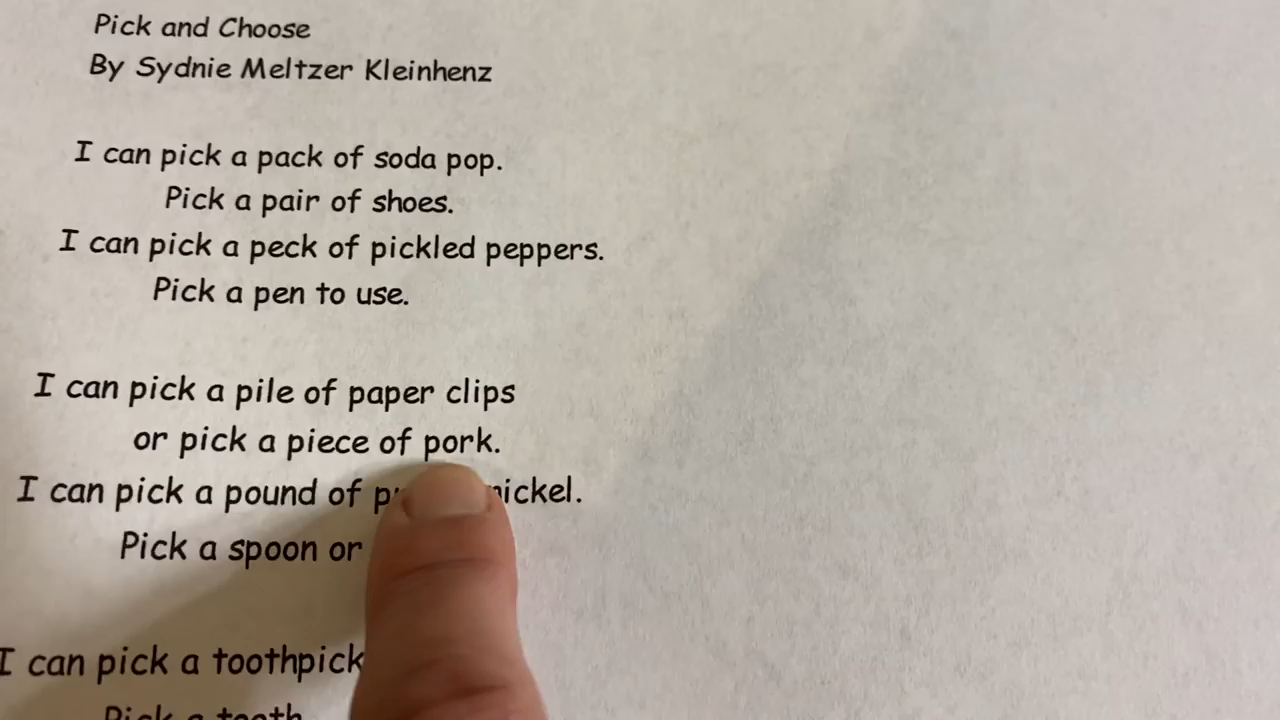 Pick and Choose
By Sydnie Meltzer Kleinhenz
I can pick a pack of soda pop.
Pick a pair of shoes.
I can pick a peck of pickled peppers.
Pick a pen to use.
I can pick a pile of paper clips
or pick a piece of pork.
I can pick a pound of
Pick a spoon or
I can pick a toothpick
Pick a tooth